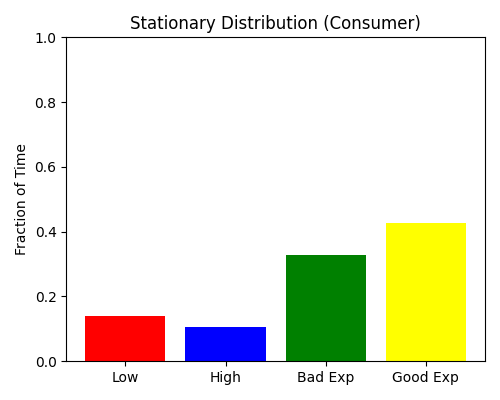 Stationary Distribution (Consumer)
1.0
0.8
0.6
0.4
0.2
0.0
Fraction of Time
Low High Bad Exp Good Exp